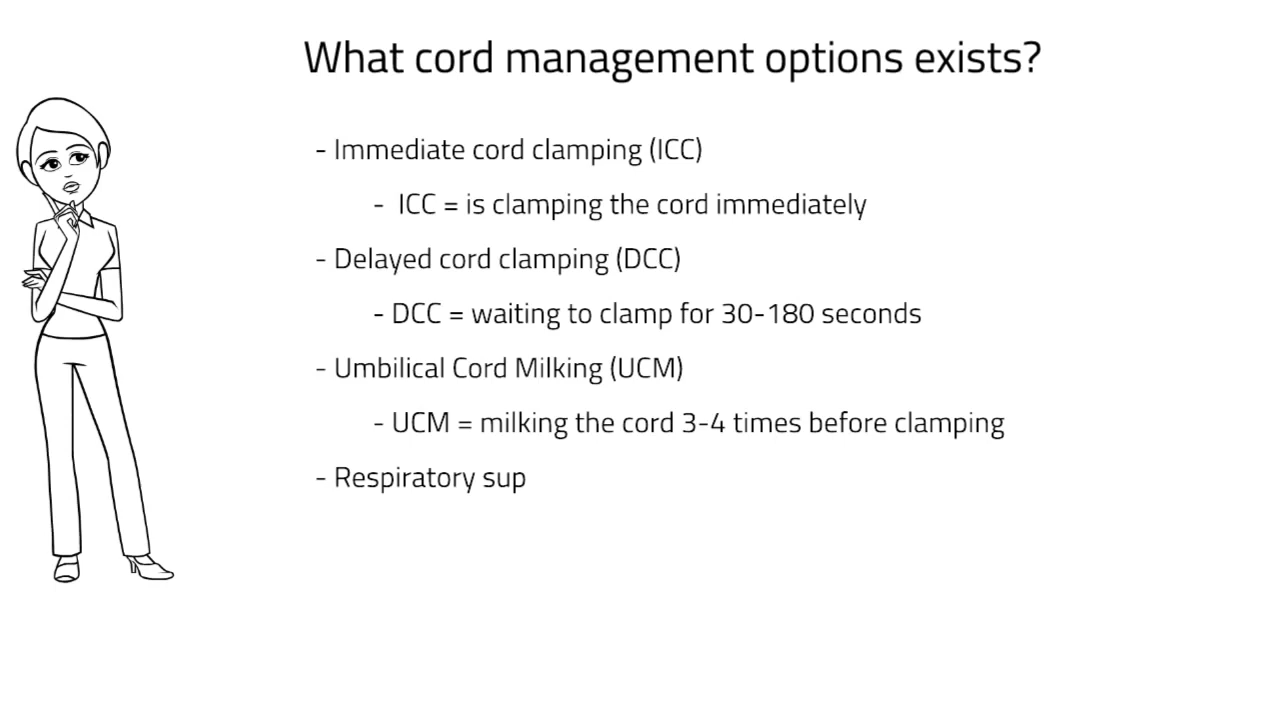 What cord management options exists?
- Immediate cord clamping (ICC)
- ICC = is clamping the cord immediately
- Delayed cord clamping (DCC)
- DCC = waiting to clamp for 30-180 seconds
- Umbilical Cord Milking (UCM)
- UCM = milking the cord 3-4 times before clamping
- Respiratory sup